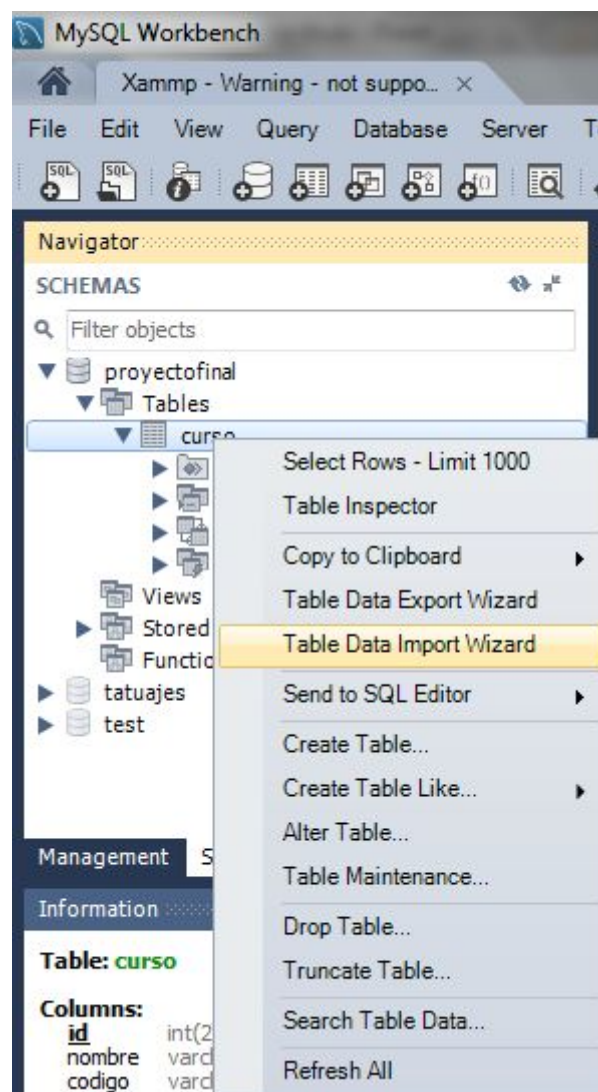 MySQL Workbench
Xammp - Warning - not suppo... ×
File Edit View Query Database Server T
SQL SQL
Navigator
SCHEMAS
Filter objects
proyectofinal
Tables
curso
Select Rows - Limit 1000
Table Inspector
Copy to Clipboard
Table Data Export Wizard
Views
Stored
Table Data Import Wizard
Functio
tatuajes
Send to SQL Editor
test
Create Table...
Create Table Like...
Alter Table...
Management S
Table Maintenance...
Information
Drop Table...
Table: curso
Truncate Table...
Columns:
Search Table Data...
id int(2
nombre varc
Refresh All
codigo varc